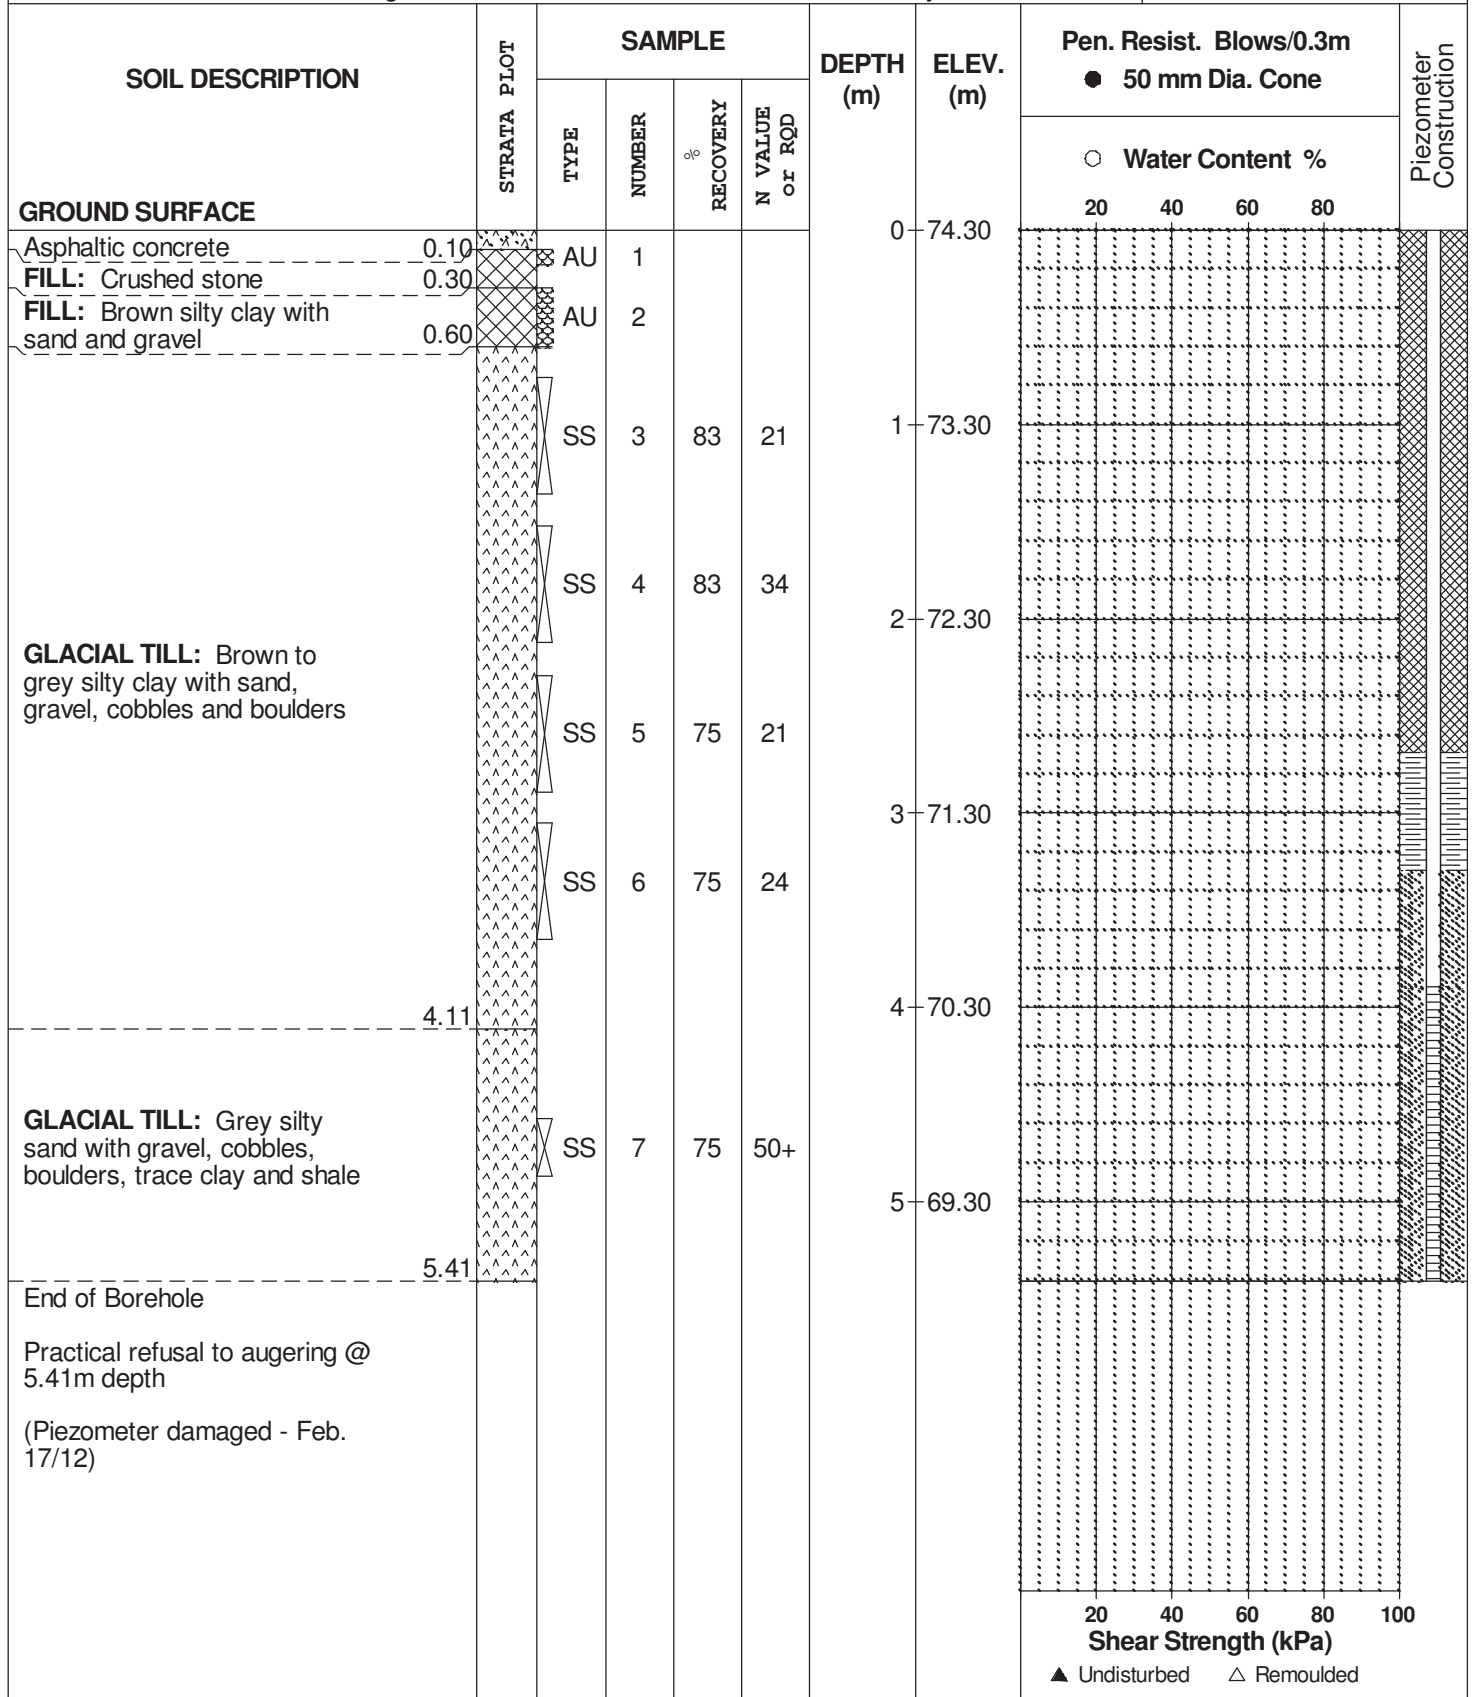 SOIL DESCRIPTION
STRATA PLOT
SAMPLE
TYPE
NUMBER
% RECOVERY
N VALUE or RQD
DEPTH (m)
ELEV. (m)
Pen. Resist. Blows/0.3m
● 50 mm Dia. Cone
○ Water Content %
20 40 60 80
Piezometer Construction
GROUND SURFACE
0 74.30
Asphaltic concrete 0.10
AU 1
FILL: Crushed stone 0.30
FILL: Brown silty clay with
sand and gravel 0.60
AU 2
1 73.30
SS 3 83 21
SS 4 83 34
2 72.30
GLACIAL TILL: Brown to
grey silty clay with sand,
gravel, cobbles and boulders
SS 5 75 21
3 71.30
SS 6 75 24
4 70.30
4.11
GLACIAL TILL: Grey silty
sand with gravel, cobbles,
boulders, trace clay and shale
SS 7 75 50+
5 69.30
5.41
End of Borehole
Practical refusal to augering @
5.41m depth
(Piezometer damaged - Feb.
17/12)
20 40 60 80 100
Shear Strength (kPa)
▲ Undisturbed △ Remoulded